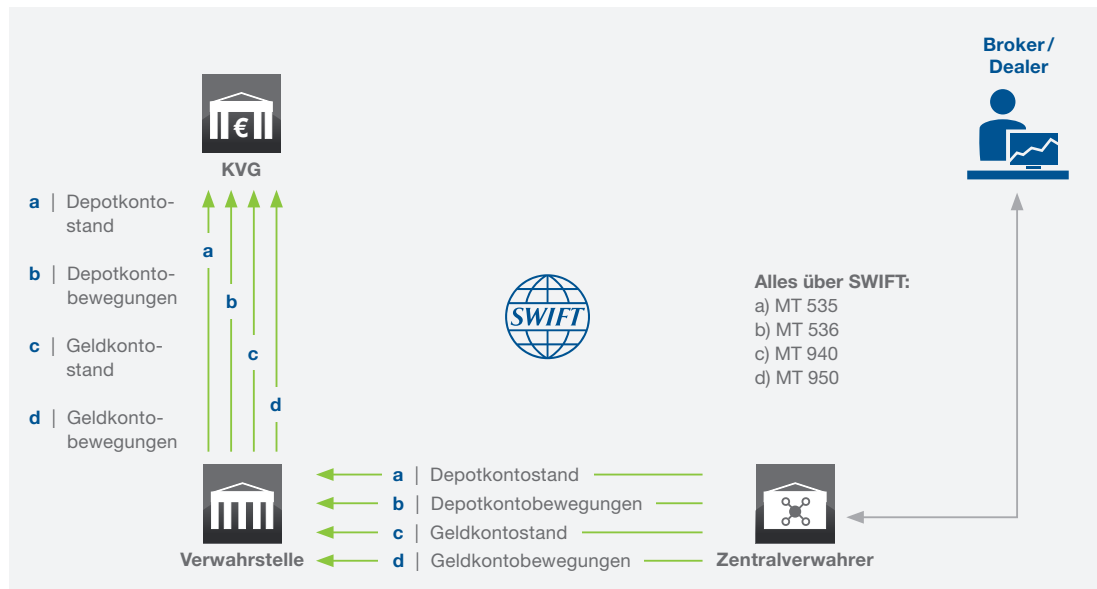 Broker/
Dealer
€
KVG
a | Depotkonto-
stand
b | Depotkonto-
bewegungen
c | Geldkonto-
stand
d | Geldkonto-
bewegungen
a
b
c
d
SWIFT
Alles über SWIFT:
a) MT 535
b) MT 536
c) MT 940
d) MT 950
a | Depotkontostand
b | Depotkontobewegungen
c | Geldkontostand
d | Geldkontobewegungen
Verwahrstelle
Zentralverwahrer